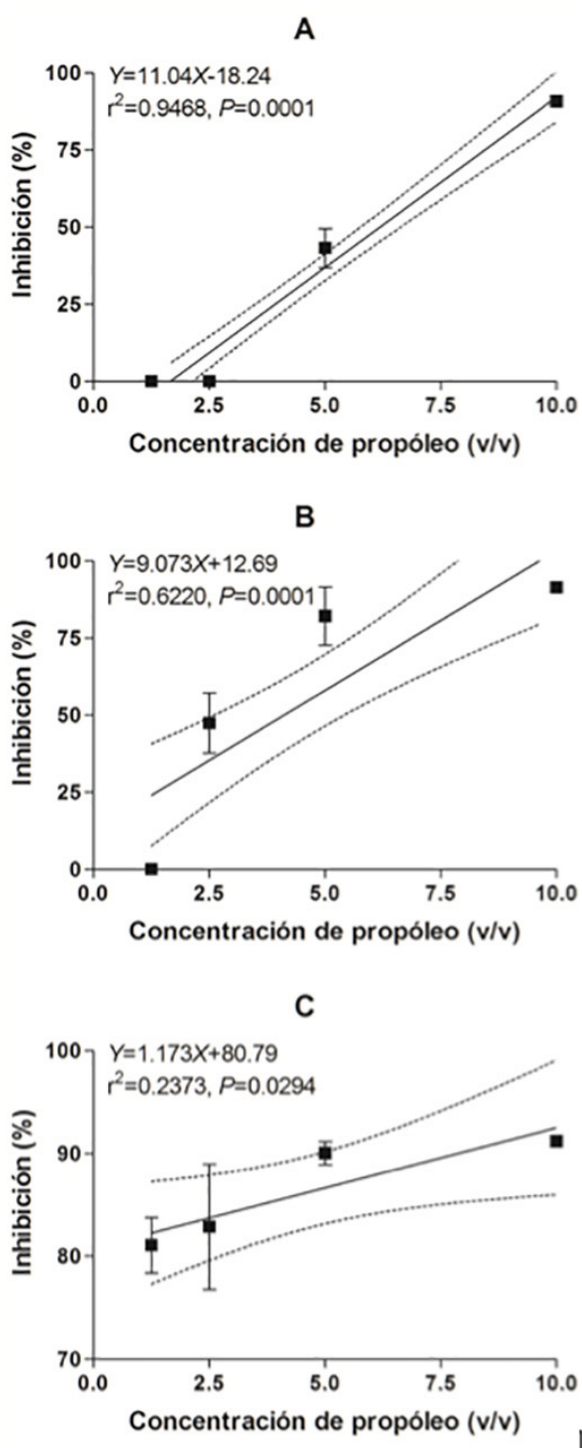 A
Y=11.04X-18.24
r²=0.9468, P=0.0001
100
75
50
25
0
Inhibición (%)
0.0 2.5 5.0 7.5 10.0
Concentración de propóleo (v/v)
B
Y=9.073X+12.69
r²=0.6220, P=0.0001
100
75
50
25
0
Inhibición (%)
0.0 2.5 5.0 7.5 10.0
Concentración de propóleo (v/v)
C
Y=1.173X+80.79
r²=0.2373, P=0.0294
100
90
80
70
Inhibición (%)
0.0 2.5 5.0 7.5 10.0
Concentración de propóleo (v/v)